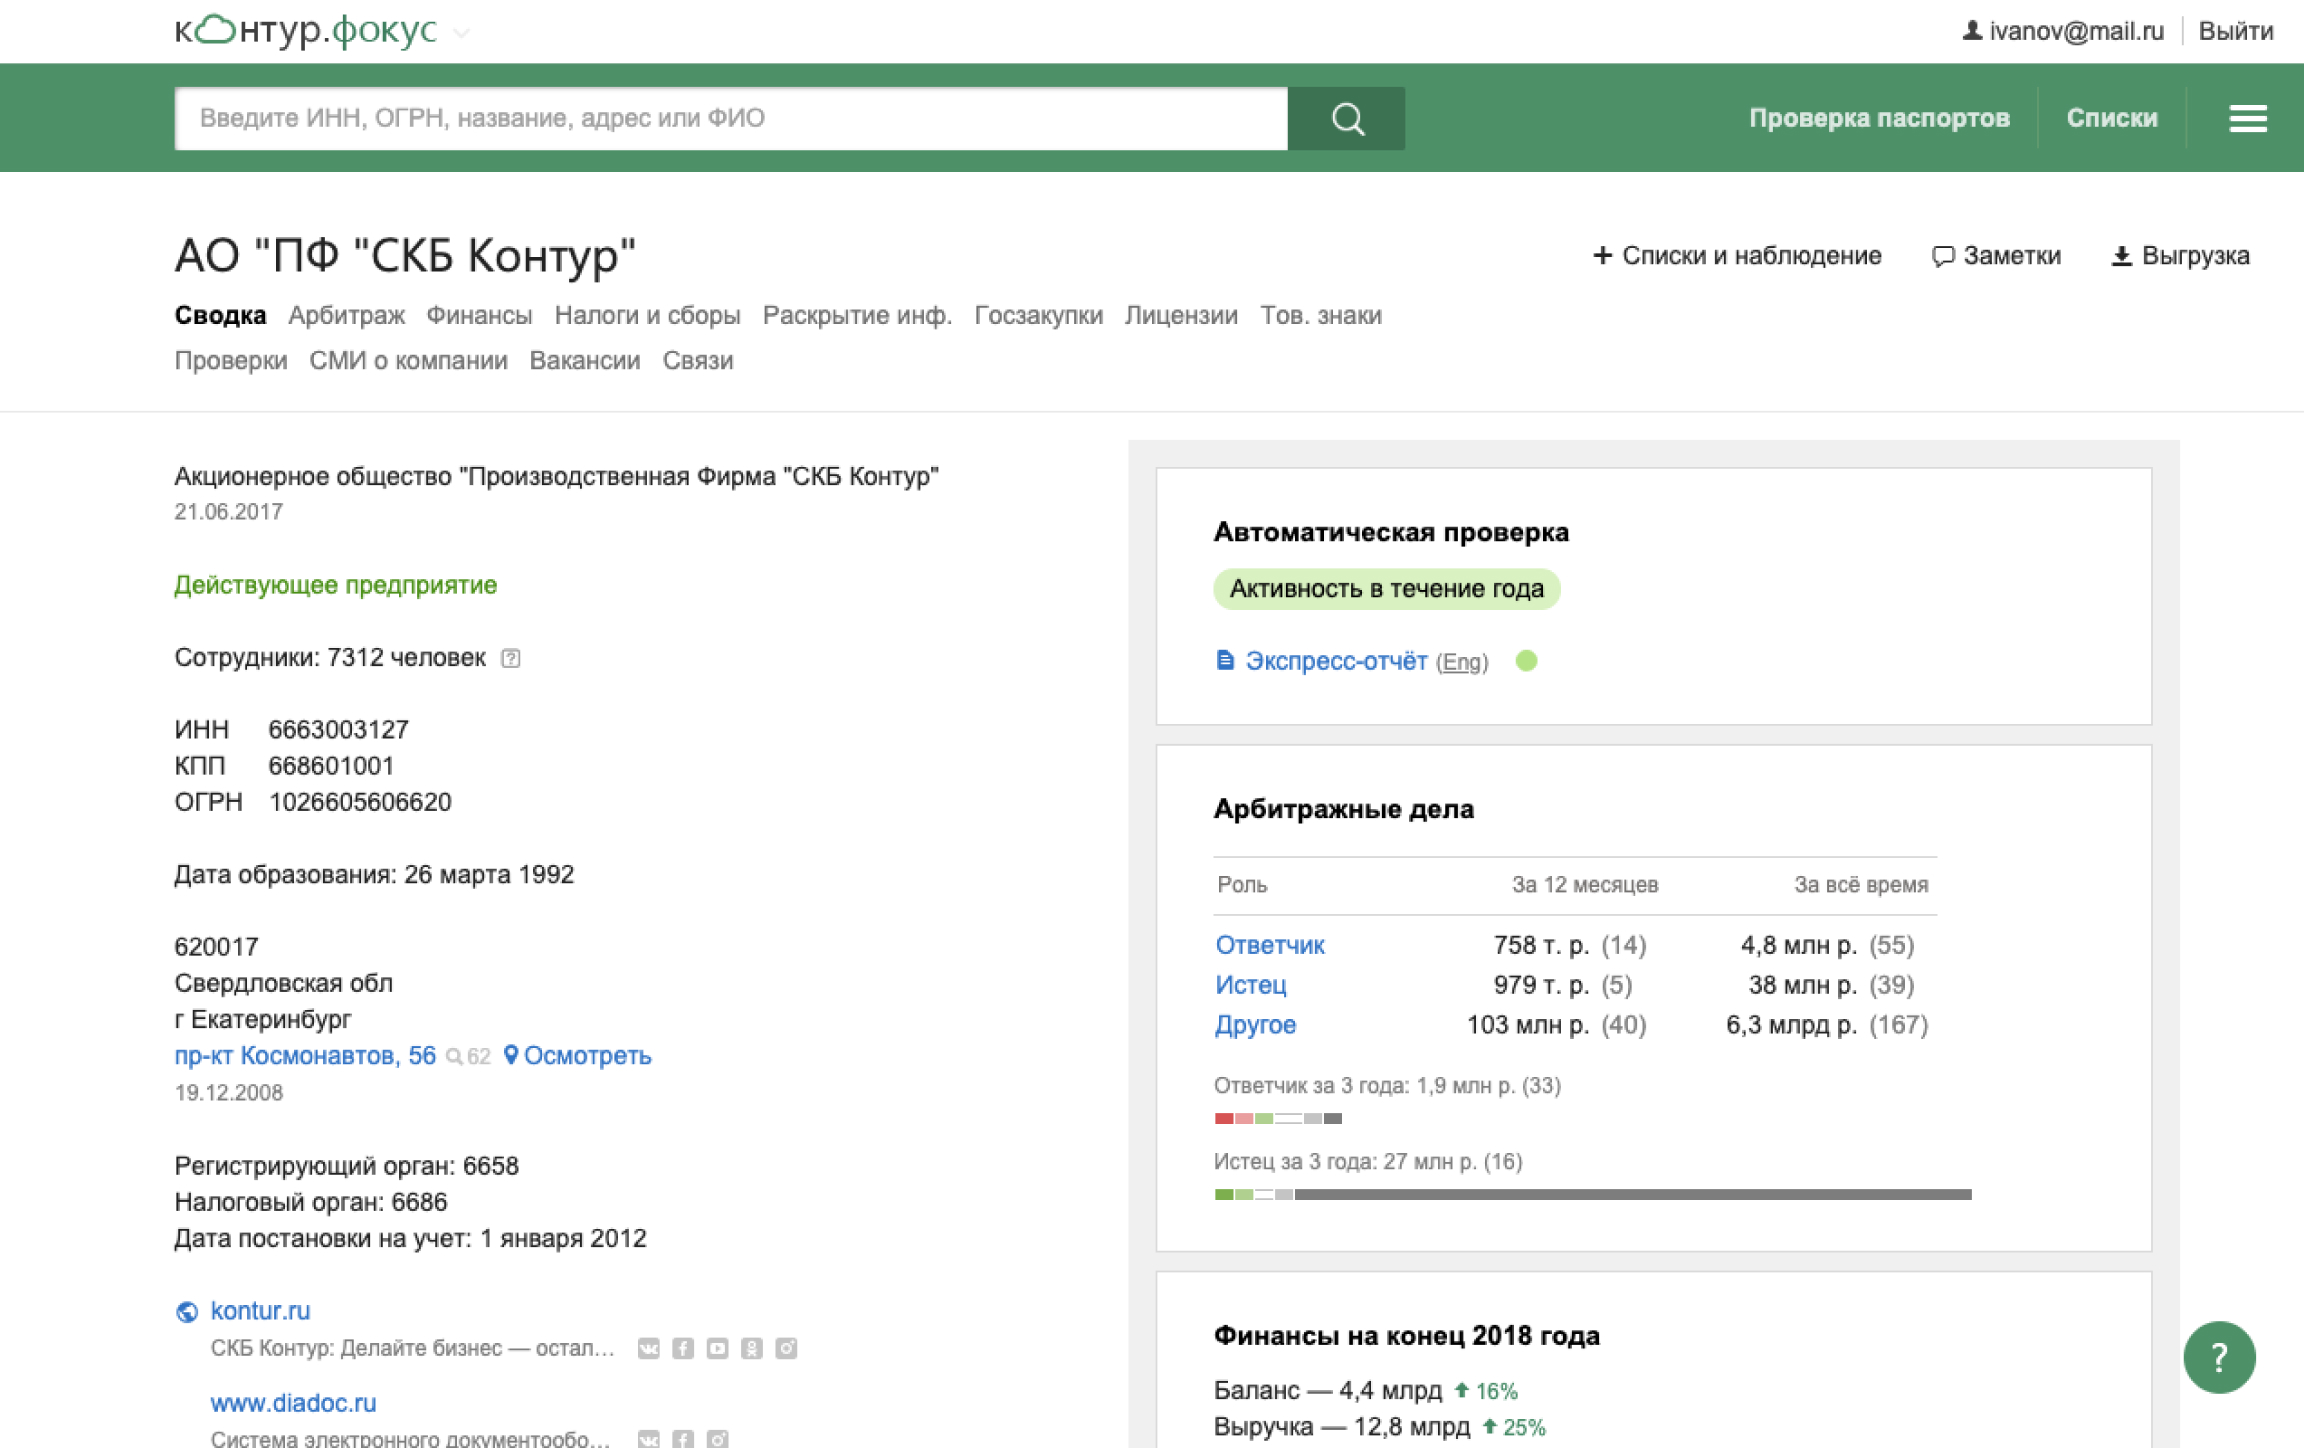 контур.фокус
ivanov@mail.ru
Выйти
Введите ИНН, ОГРН, название, адрес или ФИО
Проверка паспортов
Списки
АО "ПФ "СКБ Контур"
Списки и наблюдение
Заметки
Выгрузка
Сводка Арбитраж Финансы Налоги и сборы Раскрытие инф. Госзакупки Лицензии Тов. знаки
Проверки СМИ о компании Вакансии Связи
Акционерное общество "Производственная Фирма "СКБ Контур"
21.06.2017
Действующее предприятие
Сотрудники: 7312 человек ?
ИНН 6663003127
КПП 668601001
ОГРН 1026605606620
Дата образования: 26 марта 1992
620017
Свердловская обл
г Екатеринбург
пр-кт Космонавтов, 56 62 Осмотреть
19.12.2008
Регистрирующий орган: 6658
Налоговый орган: 6686
Дата постановки на учет: 1 января 2012
kontur.ru
СКБ Контур: Делайте бизнес — остал...
www.diadoc.ru
Система электронного документообо...
Автоматическая проверка
Активность в течение года
Экспресс-отчёт (Eng)
Арбитражные дела
Роль За 12 месяцев За всё время
Ответчик 758 т. р. (14) 4,8 млн р. (55)
Истец 979 т. р. (5) 38 млн р. (39)
Другое 103 млн р. (40) 6,3 млрд р. (167)
Ответчик за 3 года: 1,9 млн р. (33)
Истец за 3 года: 27 млн р. (16)
Финансы на конец 2018 года
Баланс — 4,4 млрд 16%
Выручка — 12,8 млрд 25%
?